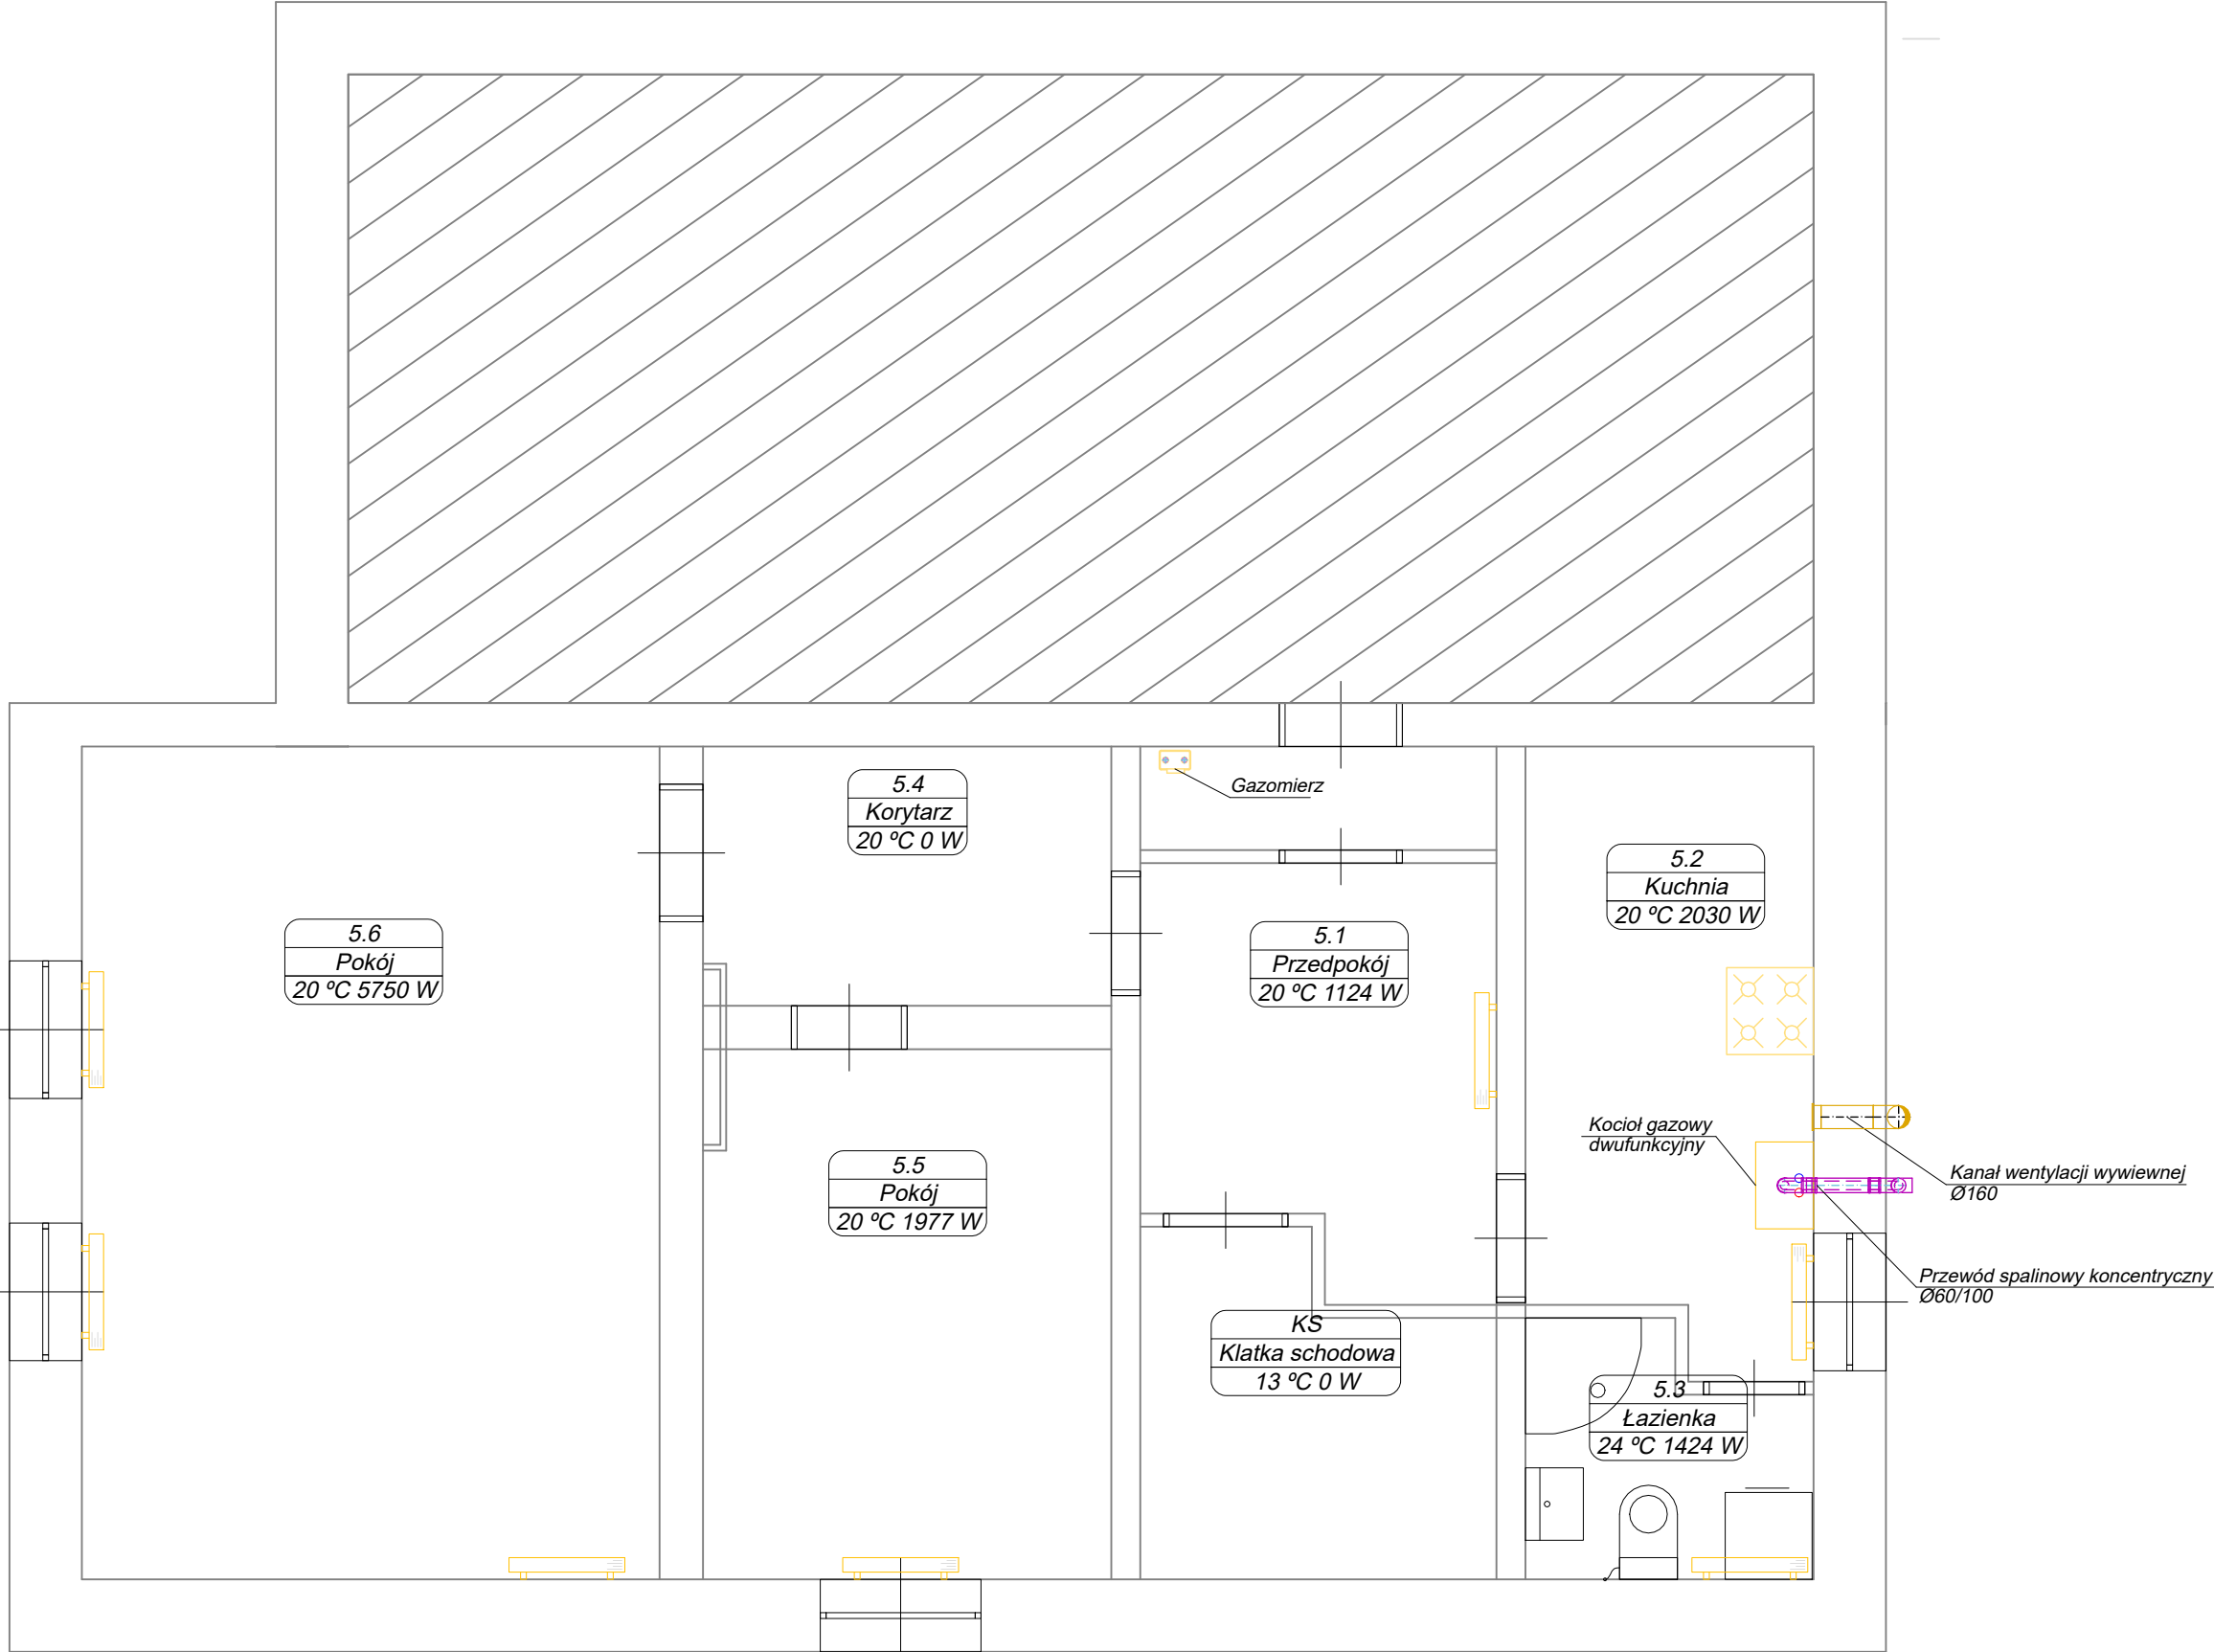 Gazomierz
5.4
Korytarz
20 ºC 0 W
5.2
Kuchnia
20 ºC 2030 W
5.6
Pokój
20 ºC 5750 W
5.1
Przedpokój
20 ºC 1124 W
Kocioł gazowy
dwufunkcyjny
5.5
Pokój
20 ºC 1977 W
Kanał wentylacji wywiewnej
Ø160
Przewód spalinowy koncentryczny
Ø60/100
KS
Klatka schodowa
13 ºC 0 W
5.3
Łazienka
24 ºC 1424 W